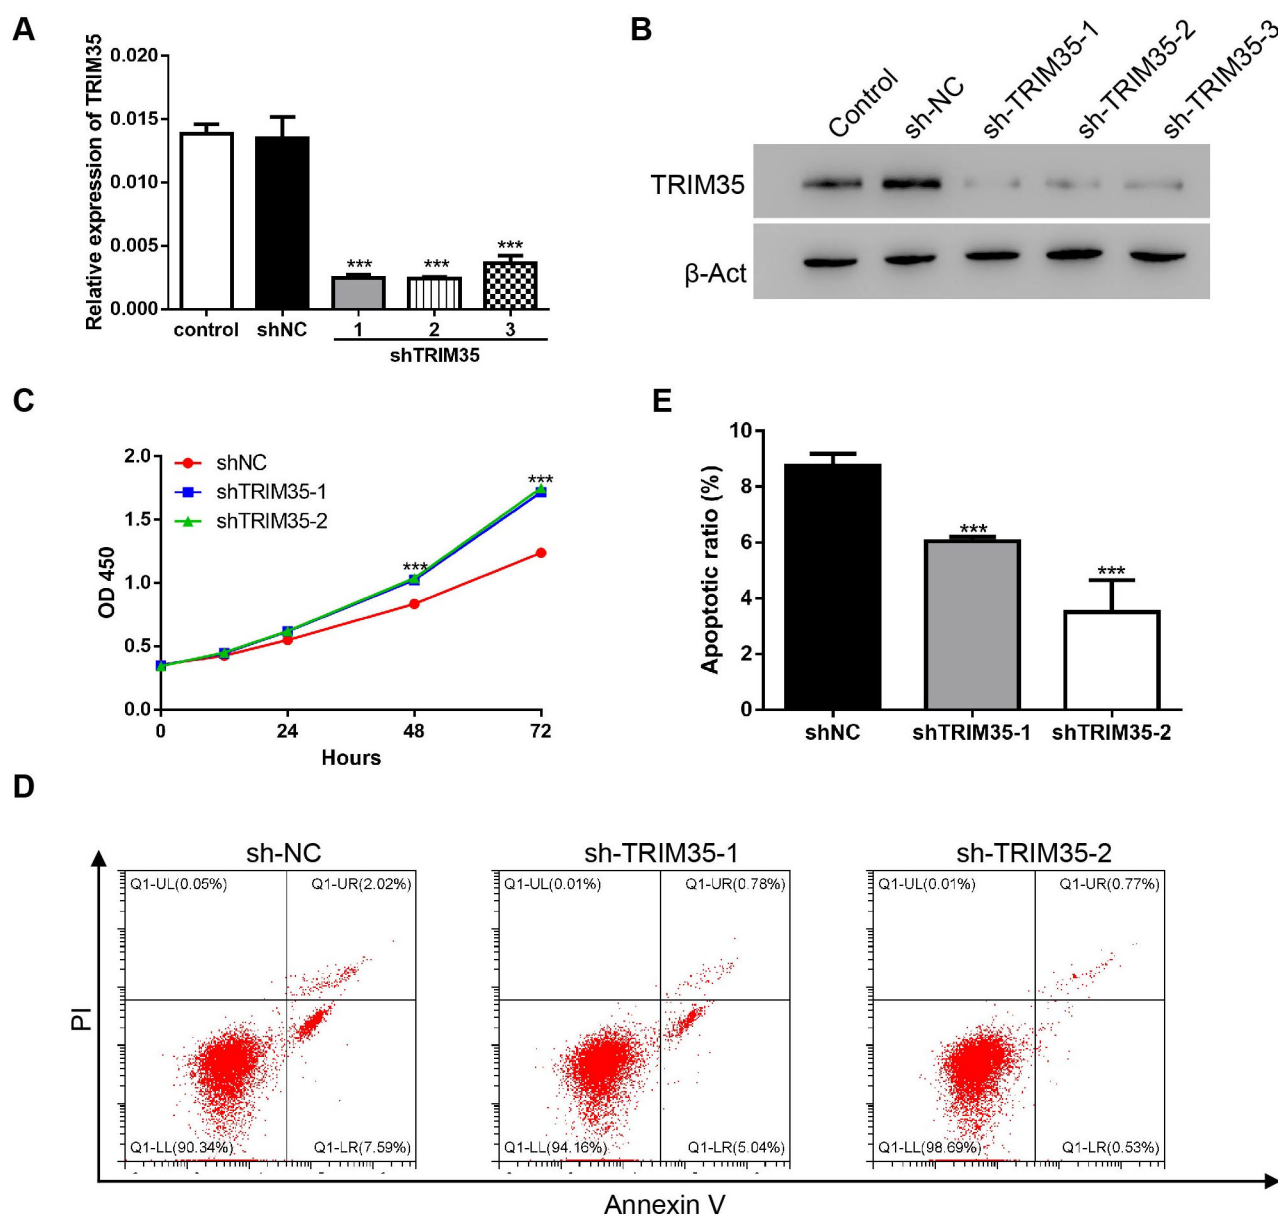 A
Relative expression of TRIM35
0.020
0.015
0.010
0.005
0.000
***
***
***
control
shNC
1
2
3
shTRIM35
B
Control
sh-NC
sh-TRIM35-1
sh-TRIM35-2
sh-TRIM35-3
TRIM35
β-Act
C
OD 450
2.0
1.5
1.0
0.5
0.0
shNC
shTRIM35-1
shTRIM35-2
***
***
0
24
48
72
Hours
E
Apoptotic ratio (%)
10
8
6
4
2
0
***
***
shNC
shTRIM35-1
shTRIM35-2
D
sh-NC
sh-TRIM35-1
sh-TRIM35-2
PI
Q1-UL(0.05%)
Q1-UR(2.02%)
Q1-LL(90.34%)
Q1-LR(7.59%)
Q1-UL(0.01%)
Q1-UR(0.78%)
Q1-LL(94.16%)
Q1-LR(5.04%)
Q1-UL(0.01%)
Q1-UR(0.77%)
Q1-LL(98.69%)
Q1-LR(0.53%)
Annexin V